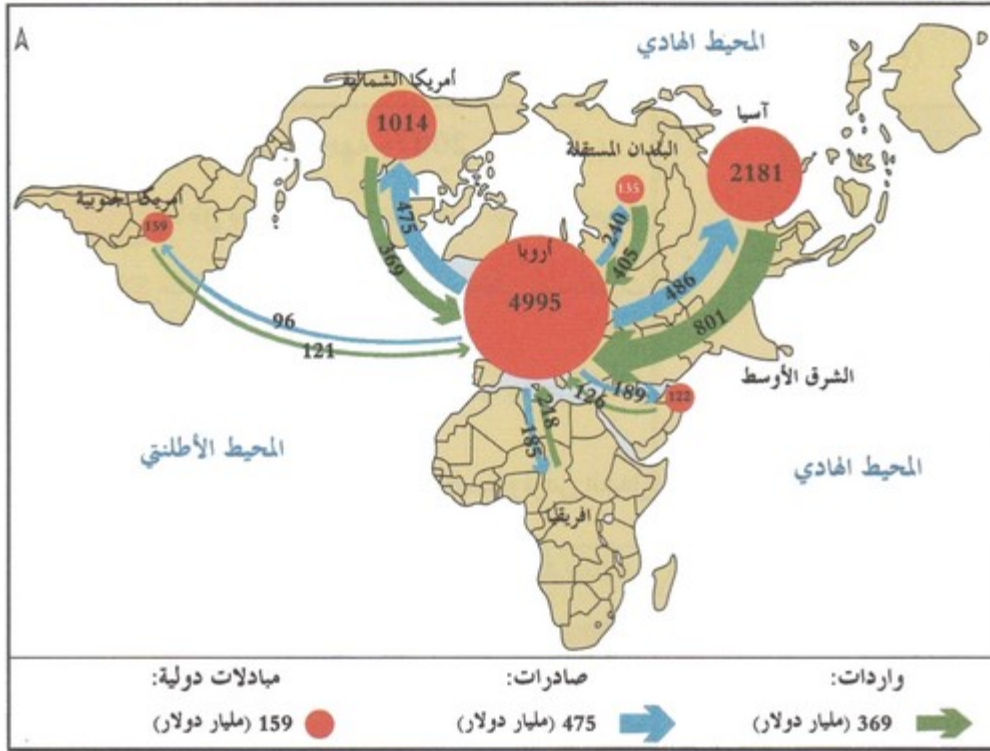 المحيط الهادي
أمريكا الشمالية
1014
آسيا
2181
البلدان المستقلة
135
أمريكا الجنوبية
159
475
369
240
405
أروبا
4995
486
801
96
121
الشرق الأوسط
189
126
122
218
185
المحيط الأطلنتي
المحيط الهادي
افريقيا
واردات:
صادرات:
مبادلات دولية:
369 (مليار دولار)
475 (مليار دولار)
159 (مليار دولار)